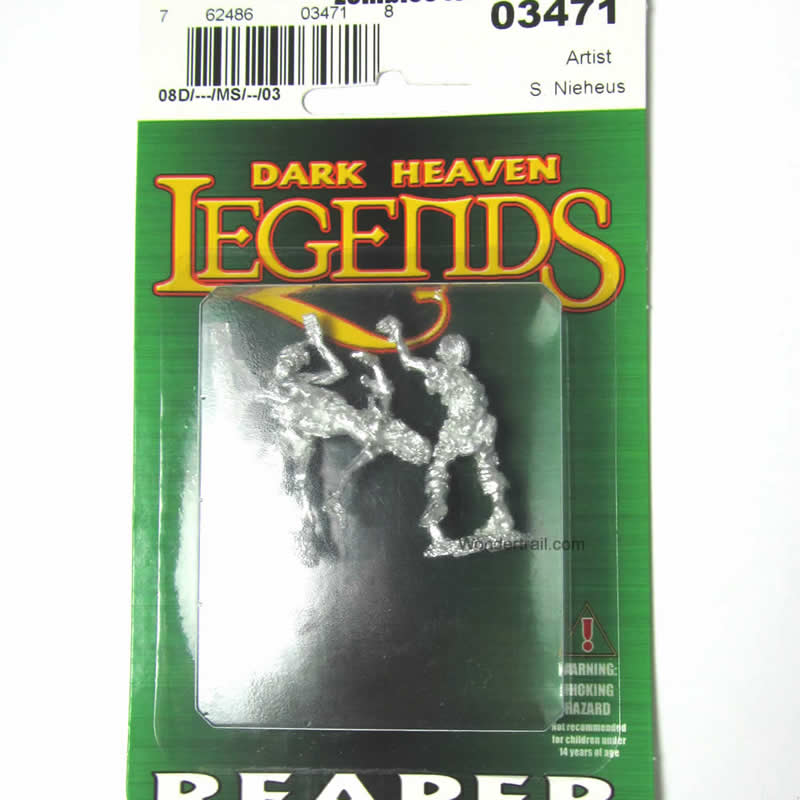 7 62486 03471 8
03471
Artist
S Nieheus
08D/---/MS/--/03
DARK HEAVEN
LEGENDS
Wondertrail.com
WARNING:
CHOKING
HAZARD
Not recommended
for children under
14 years of age
REAPER